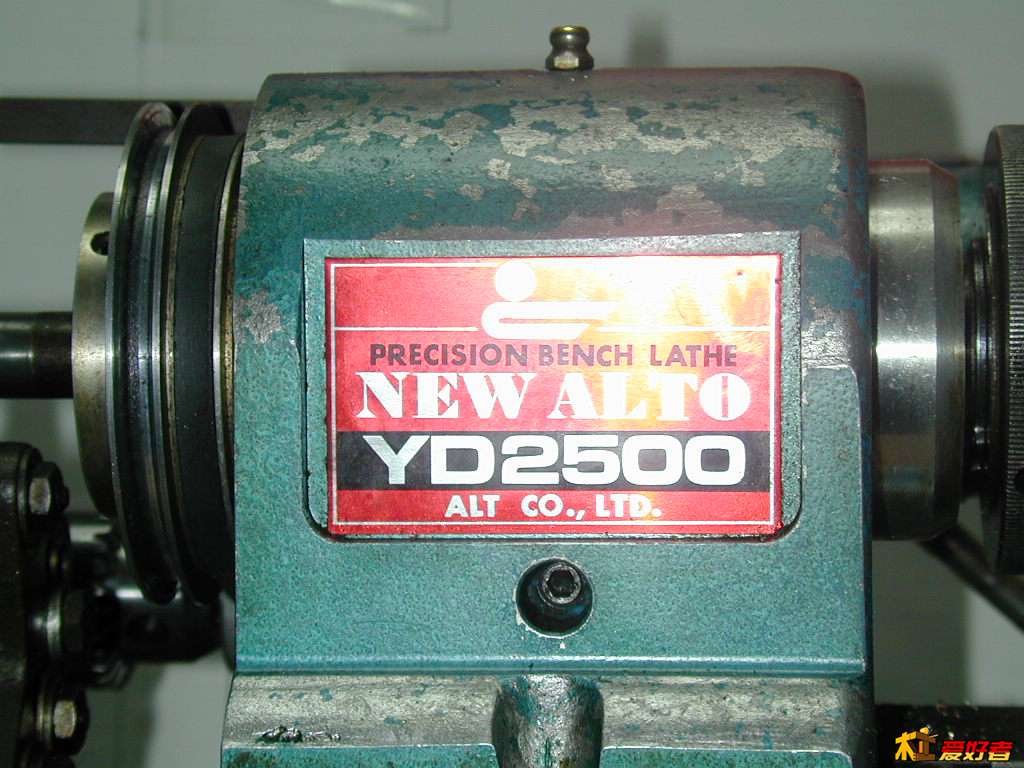 PRECISION BENCH LATHE
NEW ALTO
YD2500
ALT CO., LTD.
木工爱好者